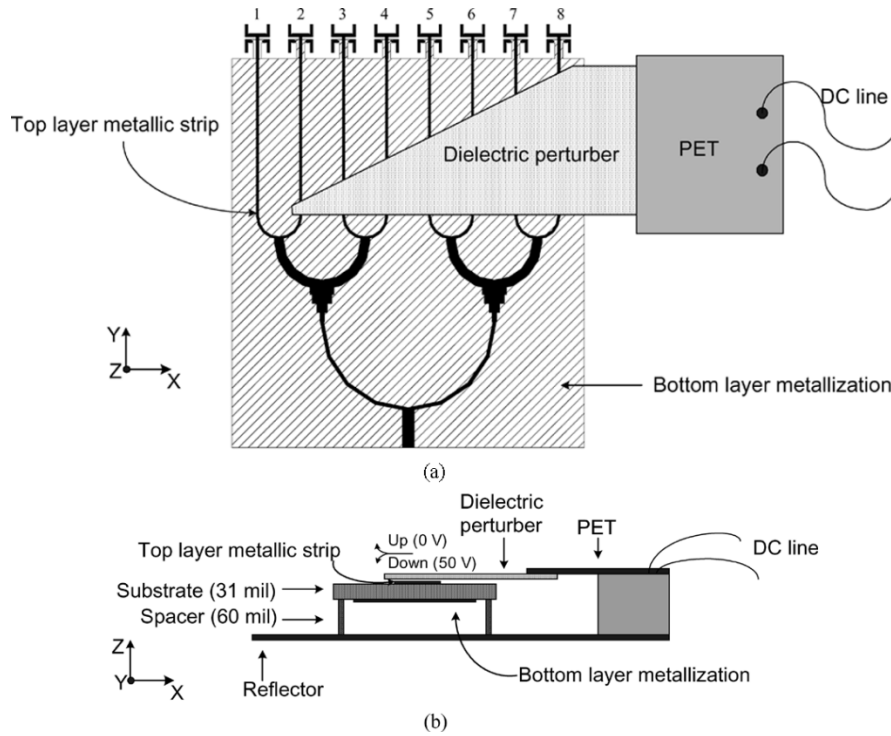 1 2 3 4 5 6 7 8
Top layer metallic strip
Dielectric perturber
PET
DC line
Y
Z
X
Bottom layer metallization
(a)
Dielectric
perturber
PET
DC line
Up (0 V)
Top layer metallic strip
Down (50 V)
Substrate (31 mil)
Spacer (60 mil)
Z
Y
X
Reflector
Bottom layer metallization
(b)